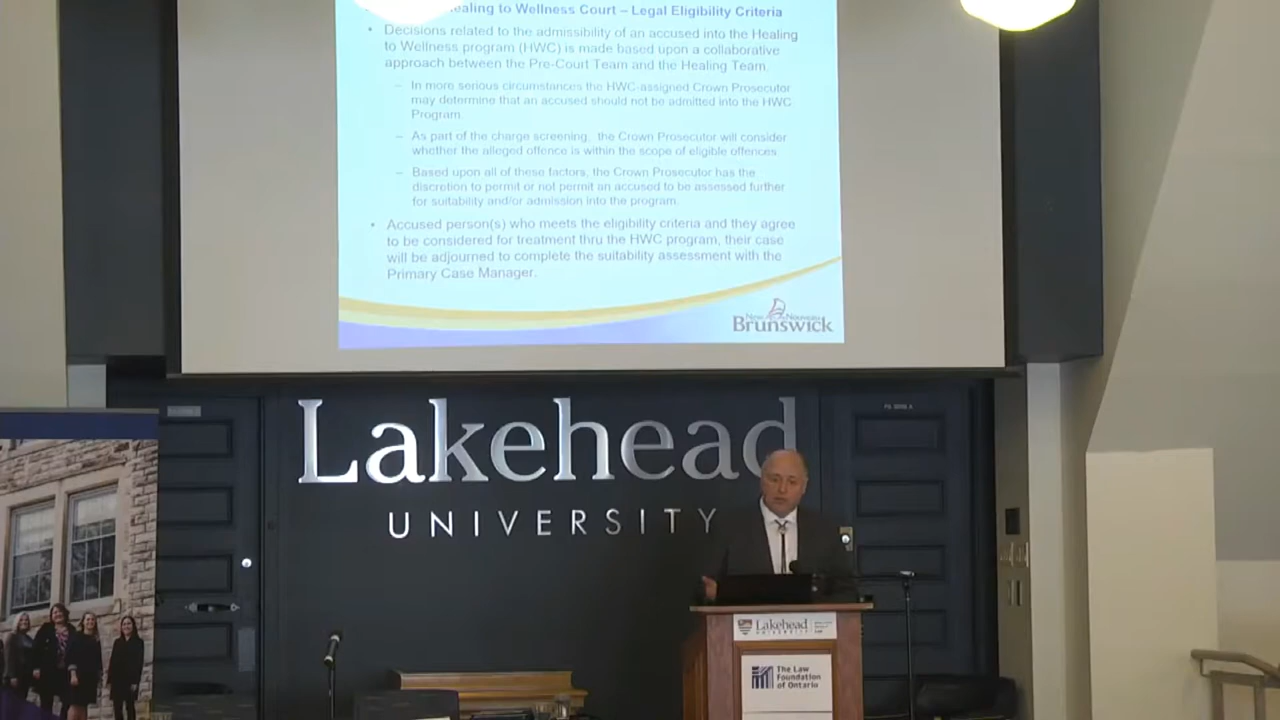 ealing to Wellness Court – Legal Eligibility Criteria
• Decisions related to the admissibility of an accused into the Healing
to Wellness program (HWC) is made based upon a collaborative
approach between the Pre-Court Team and the Healing Team.
– In more serious circumstances the HWC-assigned Crown Prosecutor
may determine that an accused should not be admitted into the HWC
Program.
– As part of the charge screening, the Crown Prosecutor will consider
whether the alleged offence is within the scope of eligible offences
– Based upon all of these factors, the Crown Prosecutor has the
discretion to permit or not permit an accused to be assessed further
for suitability and/or admission into the program.
• Accused person(s) who meets the eligibility criteria and they agree
to be considered for treatment thru the HWC program, their case
will be adjourned to complete the suitability assessment with the
Primary Case Manager.
New Nouveau
Brunswick
Lakehead
UNIVERSITY
Lakehead
UNIVERSITY
The Law
Foundation
of Ontario